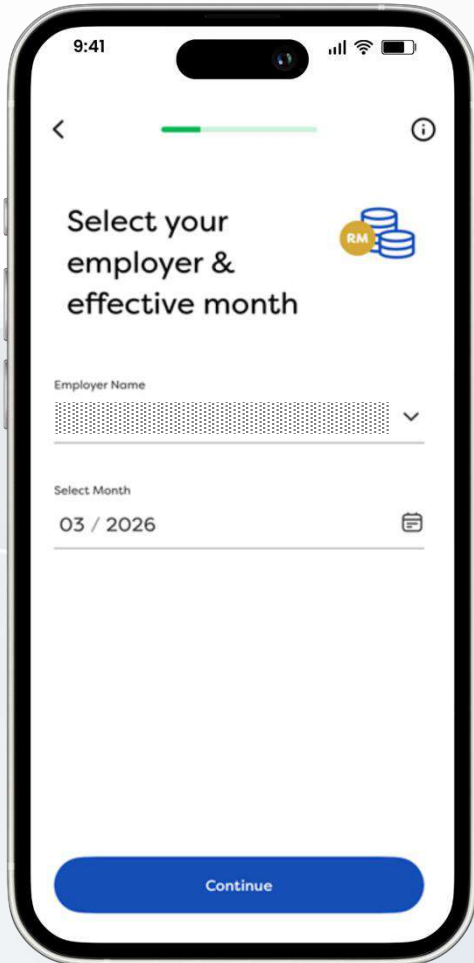 9:41
Select your
RM
employer &
effective month
Employer Name
Select Month
03 / 2026
Continue